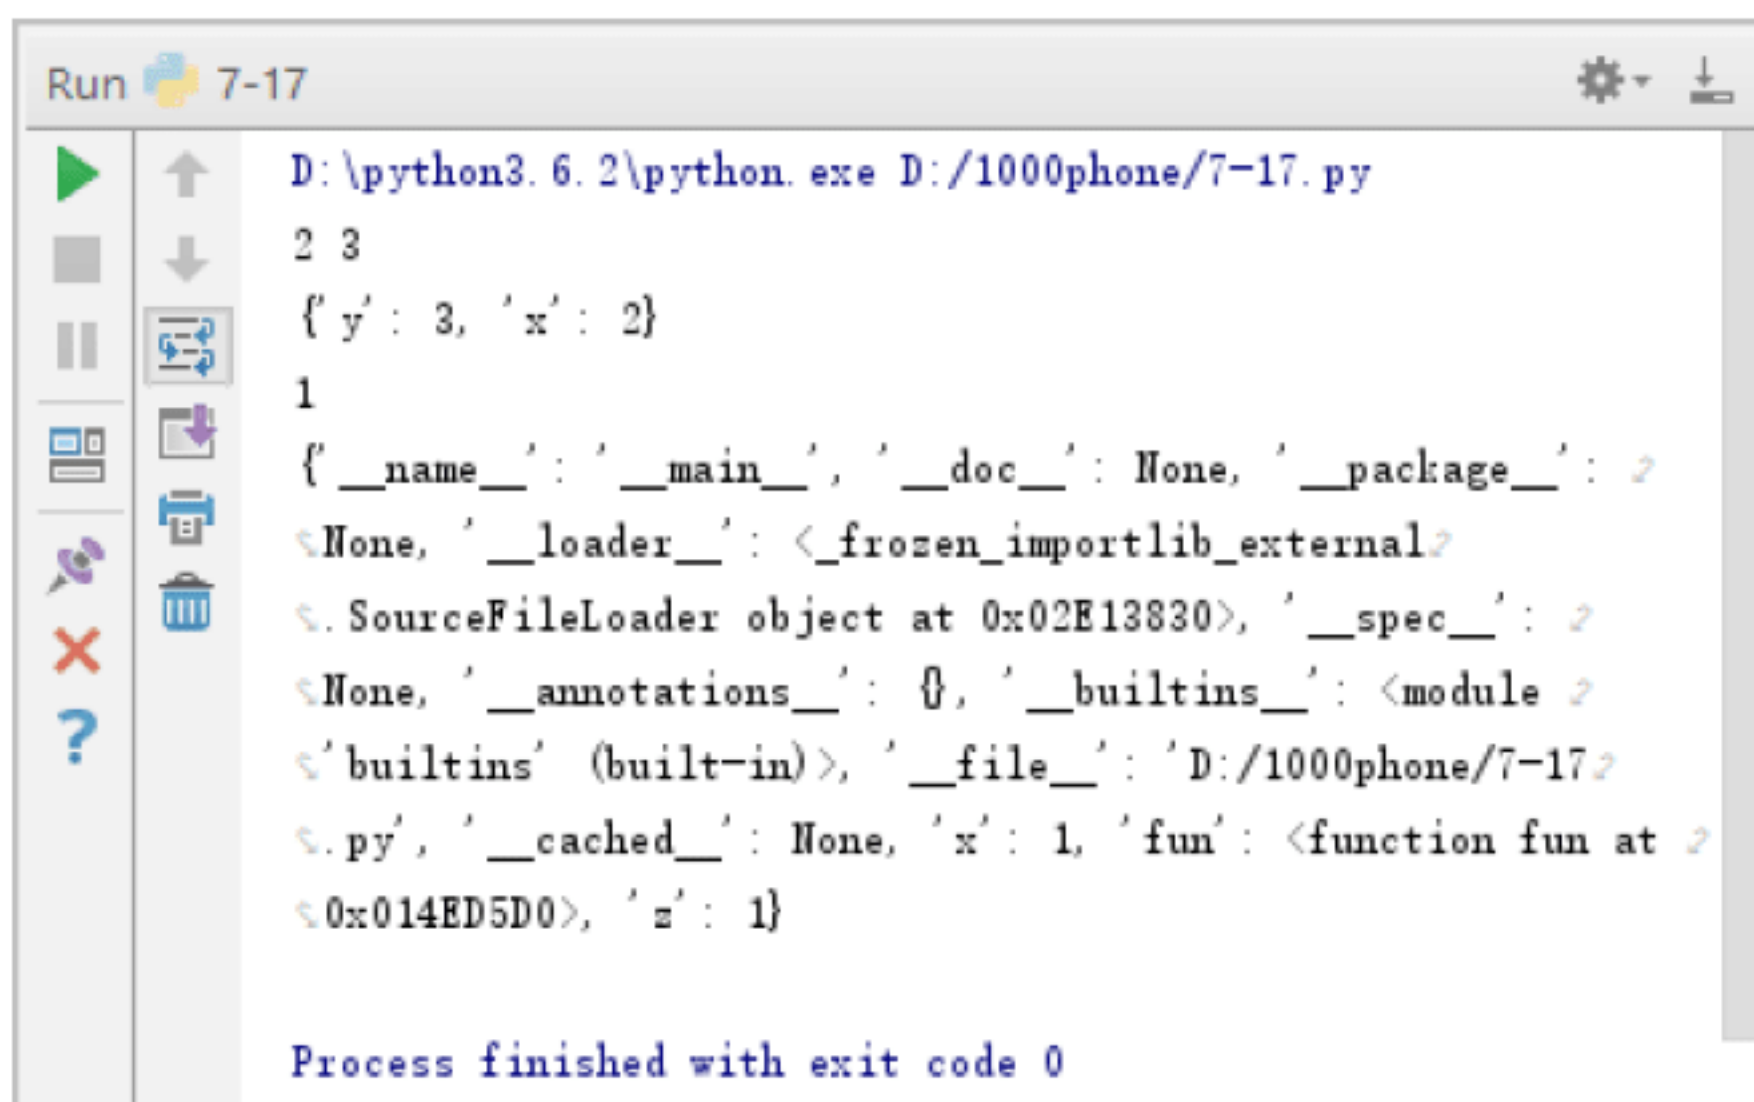 Run 7-17
D:\python3.6.2\python.exe D:/1000phone/7-17.py
2 3
{'y': 3, 'x': 2}
1
{'__name__': '__main__', '__doc__': None, '__package__':
None, '__loader__': <_frozen_importlib_external
.SourceFileLoader object at 0x02E13830>, '__spec__':
None, '__annotations__': {}, '__builtins__': <module
'builtins' (built-in)>, '__file__': 'D:/1000phone/7-17
.py', '__cached__': None, 'x': 1, 'fun': <function fun at
0x014ED5D0>, 'z': 1}
Process finished with exit code 0